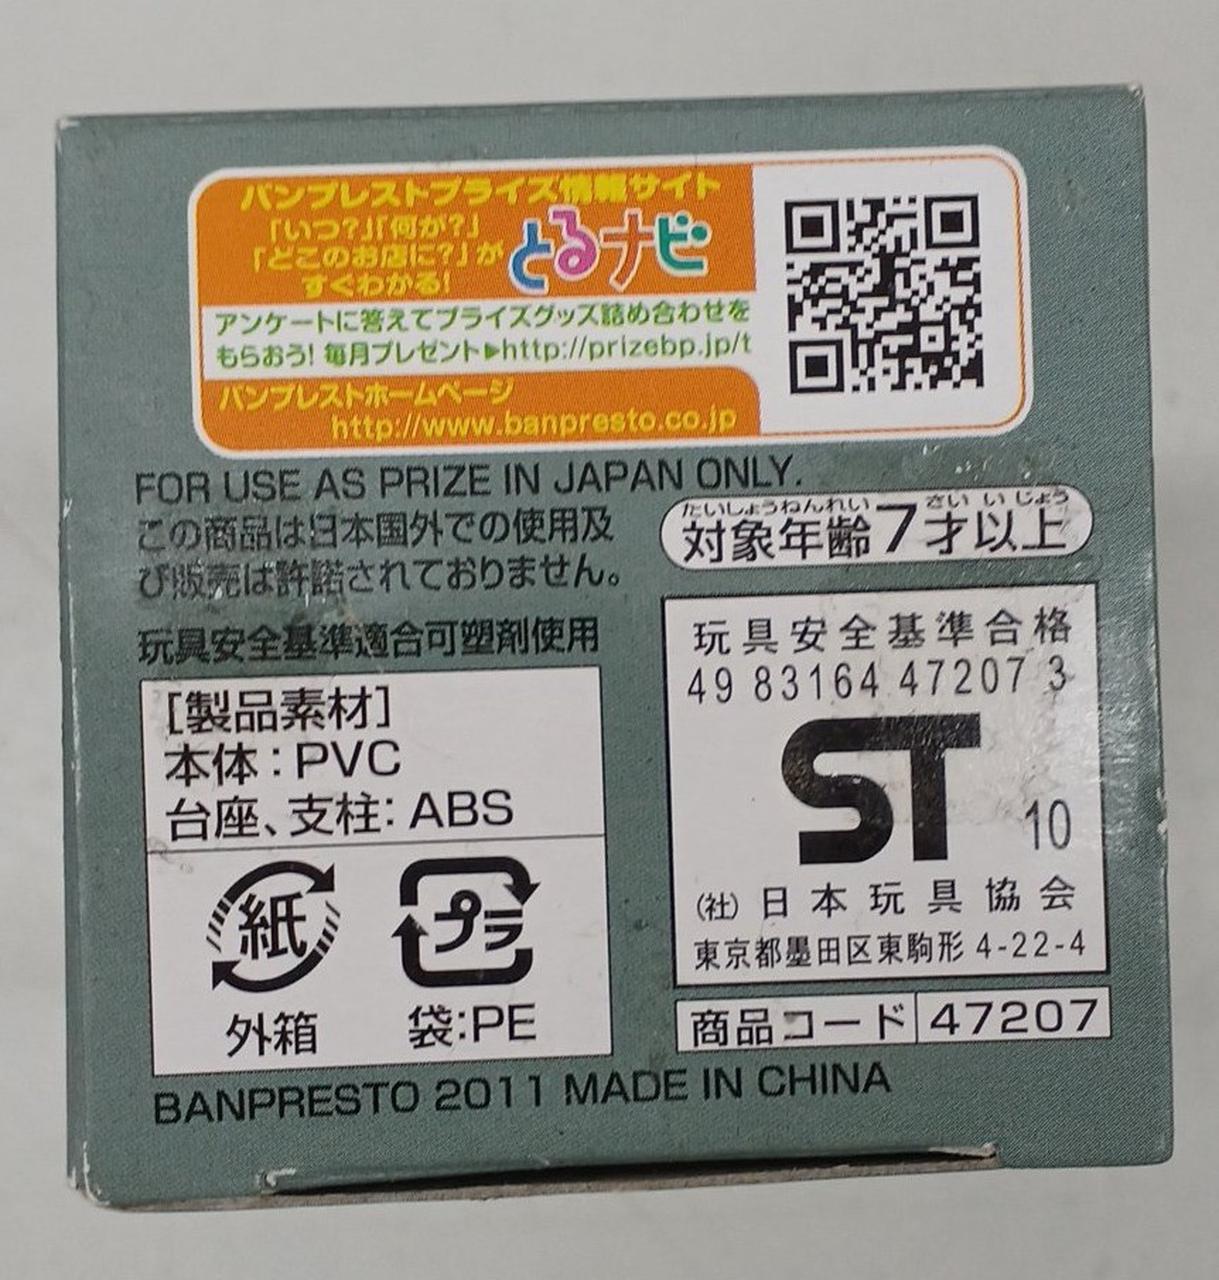 バンプレストプライズ情報サイト
「いつ？」「何が？」
「どこのお店に？」が
すぐわかる！
とるナビ
アンケートに答えてプライズグッズ詰め合わせを
もらおう！毎月プレゼント▶http://prizebp.jp/t
バンプレストホームページ
http://www.banpresto.co.jp
FOR USE AS PRIZE IN JAPAN ONLY.
この商品は日本国外での使用及
び販売は許諾されておりません。
たいしょうねんれい さい いじょう
対象年齢7才以上
玩具安全基準適合可塑剤使用
[製品素材]
本体：PVC
台座、支柱：ABS
紙
外箱
プラ
袋：PE
玩具安全基準合格
49 83164 47207 3
ST
10
(社)日本玩具協会
東京都墨田区東駒形 4-22-4
商品コード 47207
BANPRESTO 2011 MADE IN CHINA